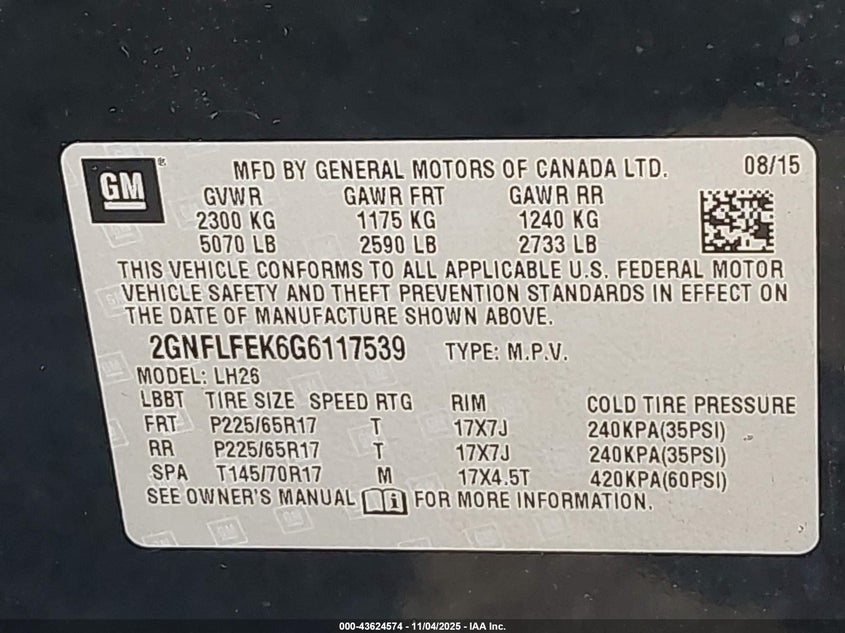 GM ® MFD BY GENERAL MOTORS OF CANADA LTD. 08/15
GVWR GAWR FRT GAWR RR
2300 KG 1175 KG 1240 KG
5070 LB 2590 LB 2733 LB
THIS VEHICLE CONFORMS TO ALL APPLICABLE U.S. FEDERAL MOTOR
VEHICLE SAFETY AND THEFT PREVENTION STANDARDS IN EFFECT ON
THE DATE OF MANUFACTURE SHOWN ABOVE.
2GNFLFEK6G6117539 TYPE: M.P.V.
MODEL: LH26
LBBT TIRE SIZE SPEED RTG RIM COLD TIRE PRESSURE
FRT P225/65R17 T 17X7J 240KPA(35PSI)
RR P225/65R17 T 17X7J 240KPA(35PSI)
SPA T145/70R17 M 17X4.5T 420KPA(60PSI)
SEE OWNER'S MANUAL i FOR MORE INFORMATION.
000-43624574 - 11/04/2025 - IAA Inc.